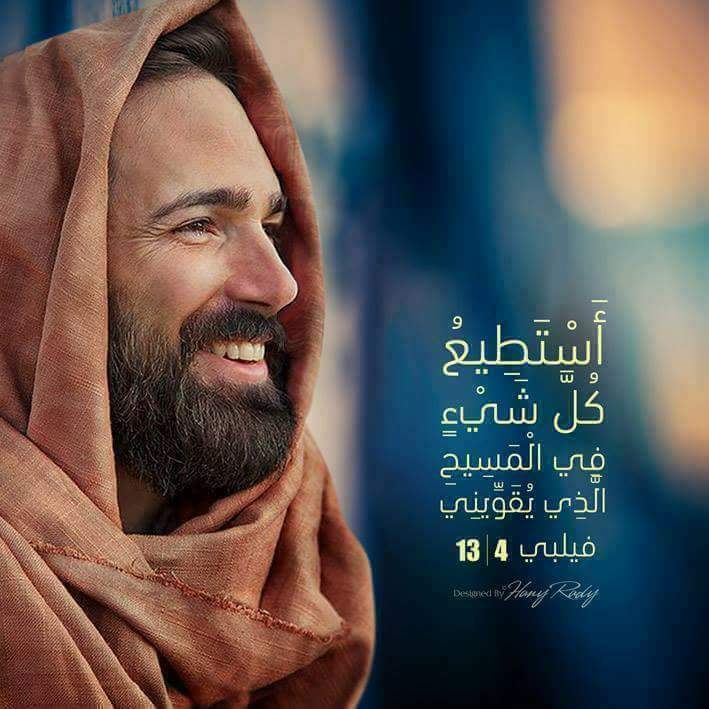 أَسْتَطِيعُ
كُلَّ شَيْءٍ
فِي الْمَسِيحِ
الَّذِي يُقَوِّينِي
فيلبي 4 | 13
Designed By Hany Rody